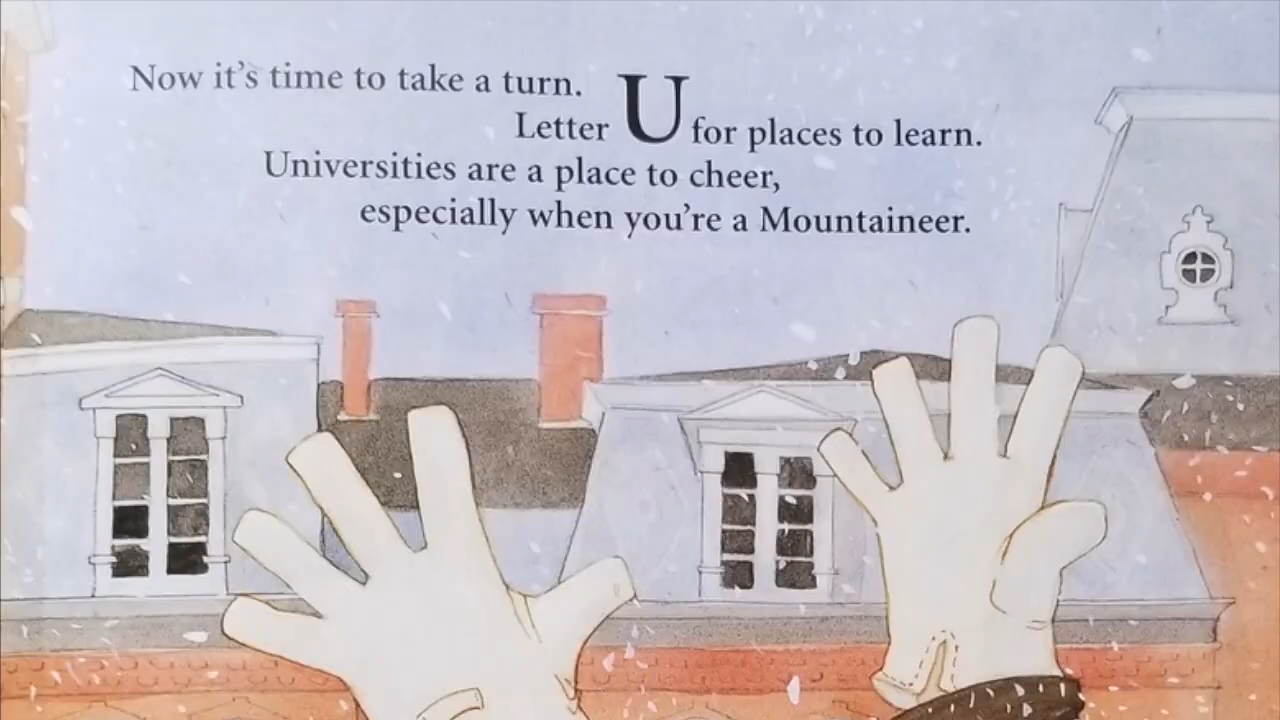 Now it's time to take a turn.
Letter U for places to learn.
Universities are a place to cheer,
especially when you're a Mountaineer.